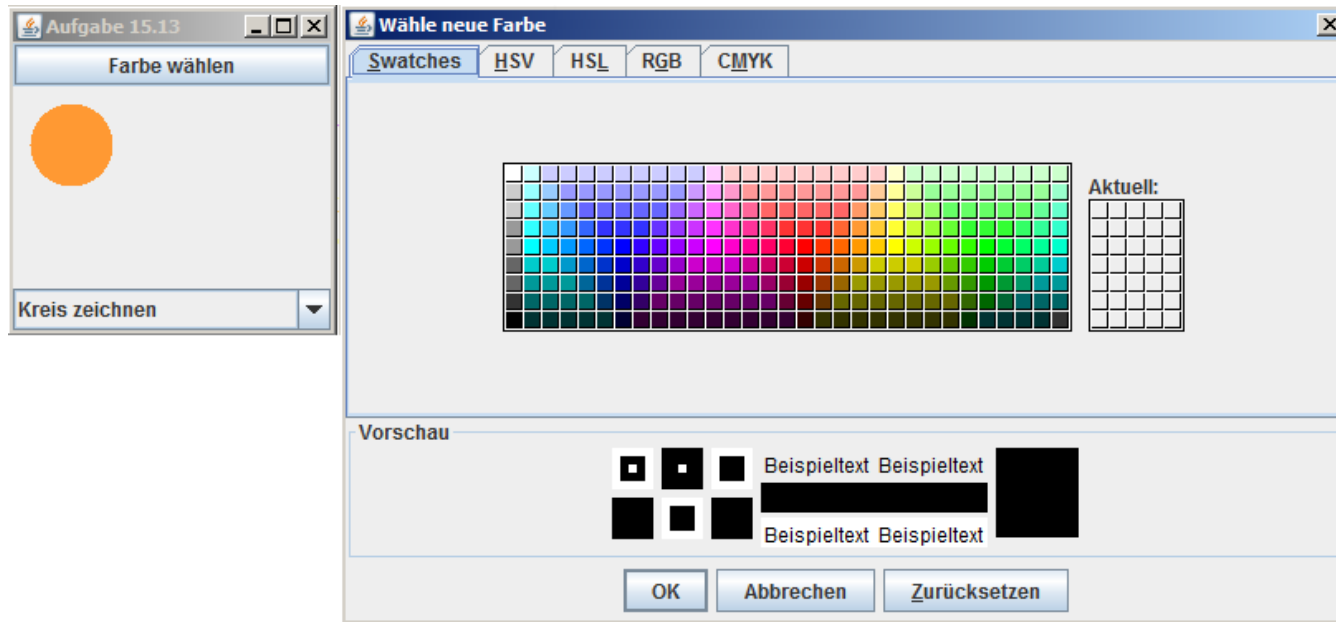 Aufgabe 15.13
Farbe wählen
Kreis zeichnen
Wähle neue Farbe
Swatches HSV HSL RGB CMYK
Aktuell:
Vorschau
Beispieltext Beispieltext
Beispieltext Beispieltext
OK Abbrechen Zurücksetzen